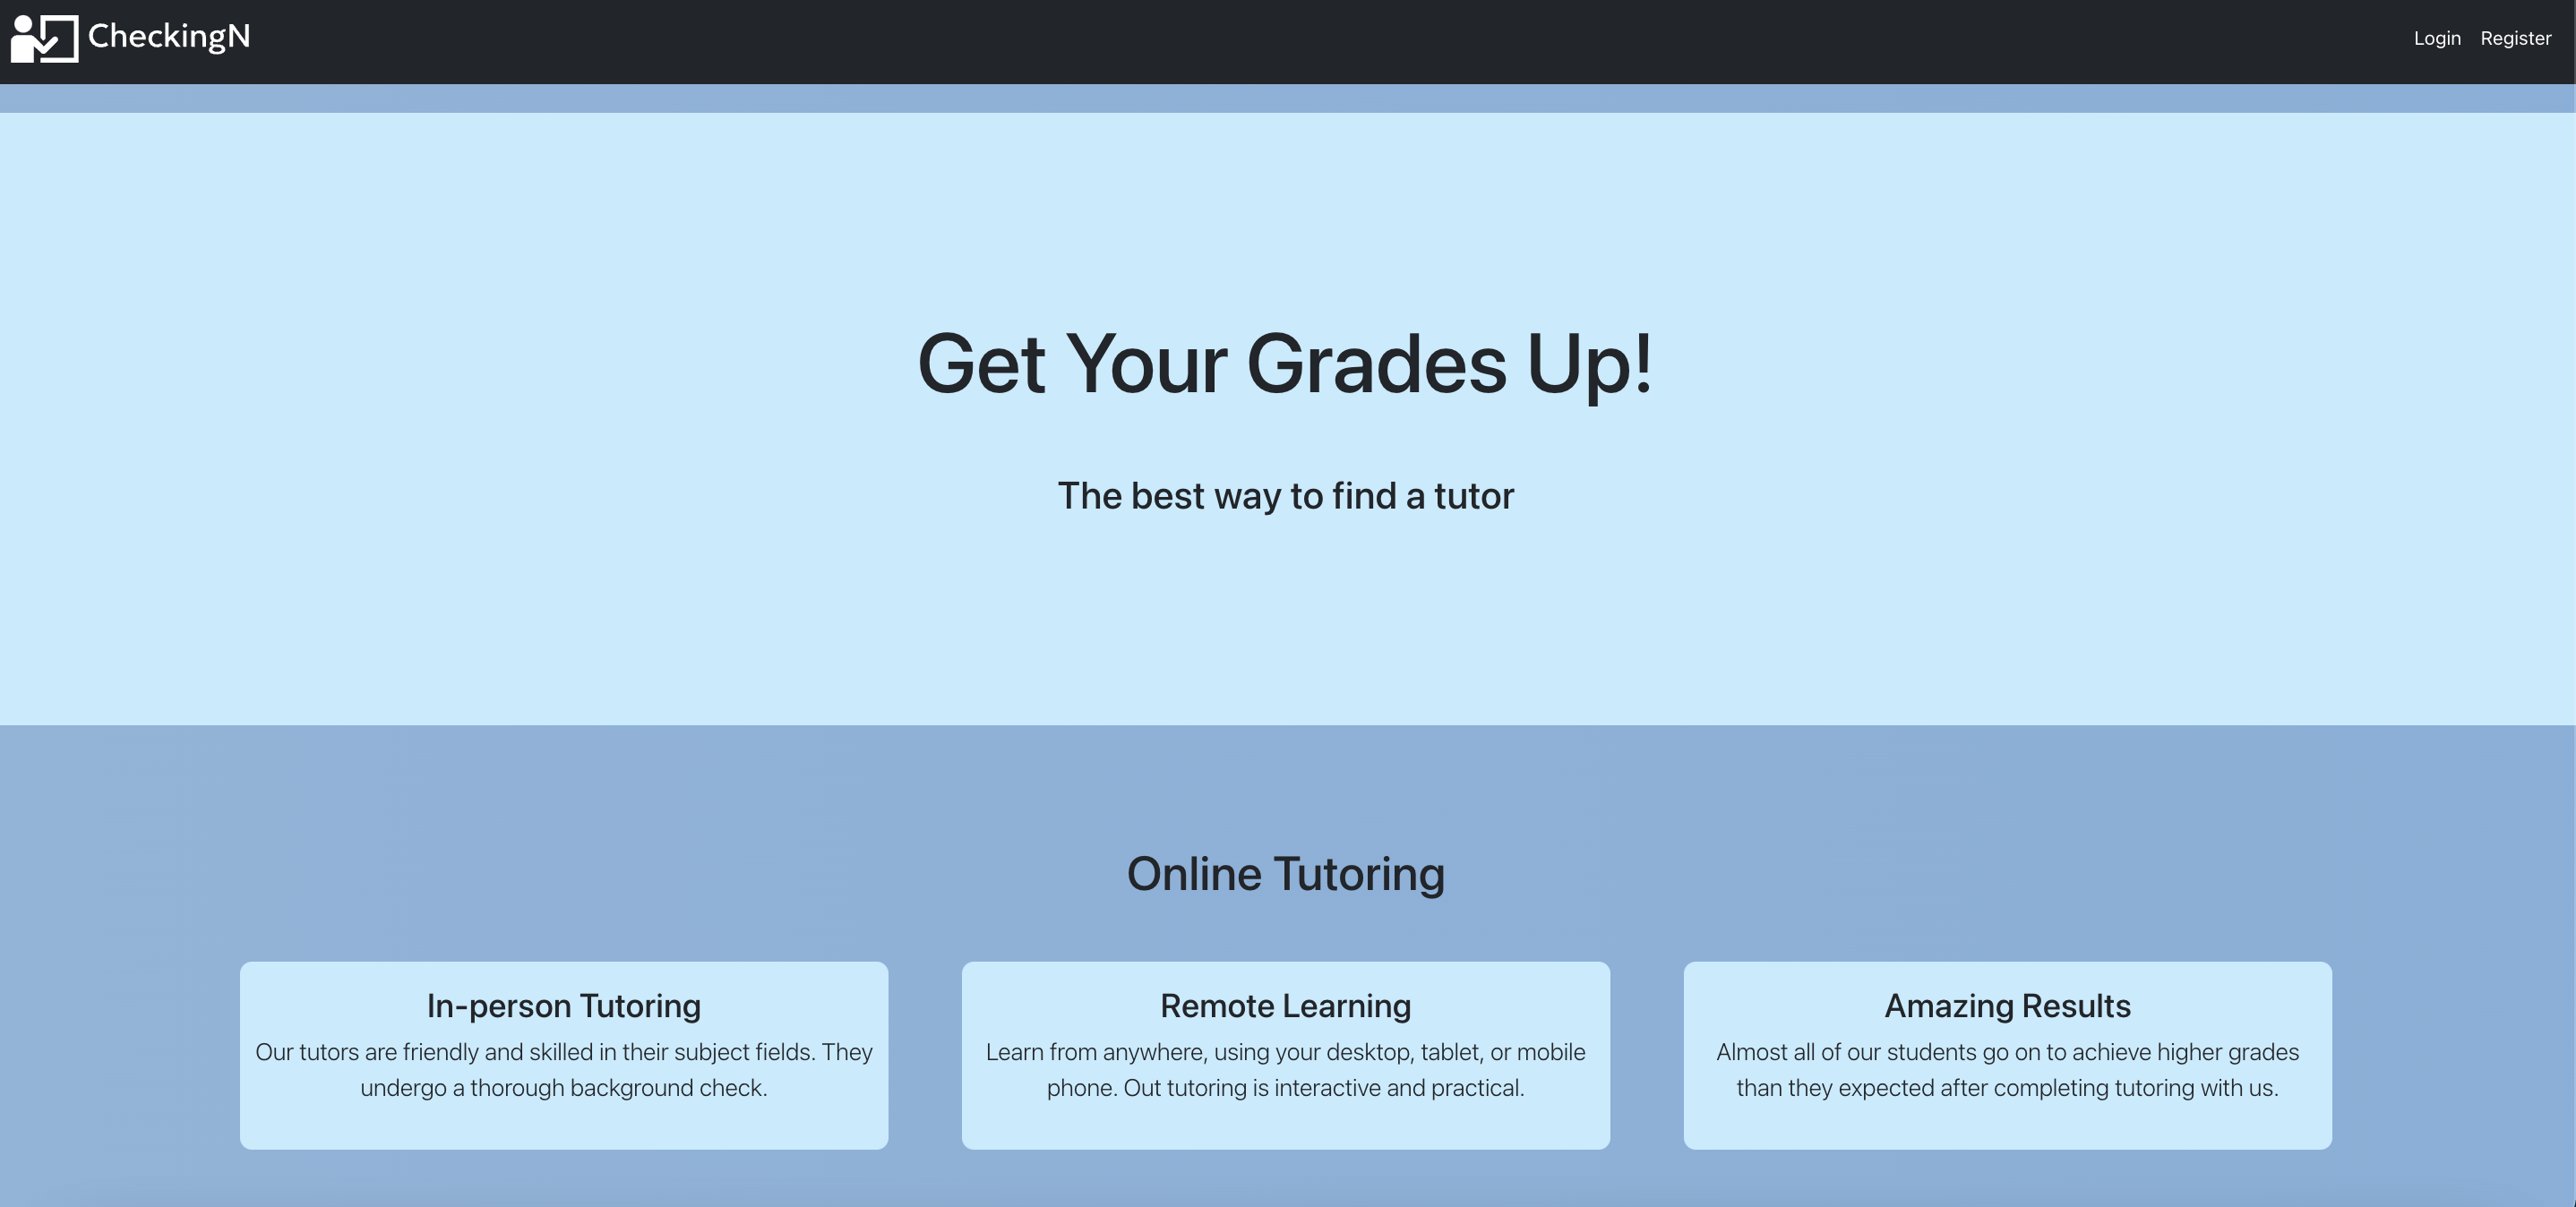 CheckingN
Login Register
Get Your Grades Up!
The best way to find a tutor
Online Tutoring
In-person Tutoring
Our tutors are friendly and skilled in their subject fields. They
undergo a thorough background check.
Remote Learning
Learn from anywhere, using your desktop, tablet, or mobile
phone. Out tutoring is interactive and practical.
Amazing Results
Almost all of our students go on to achieve higher grades
than they expected after completing tutoring with us.